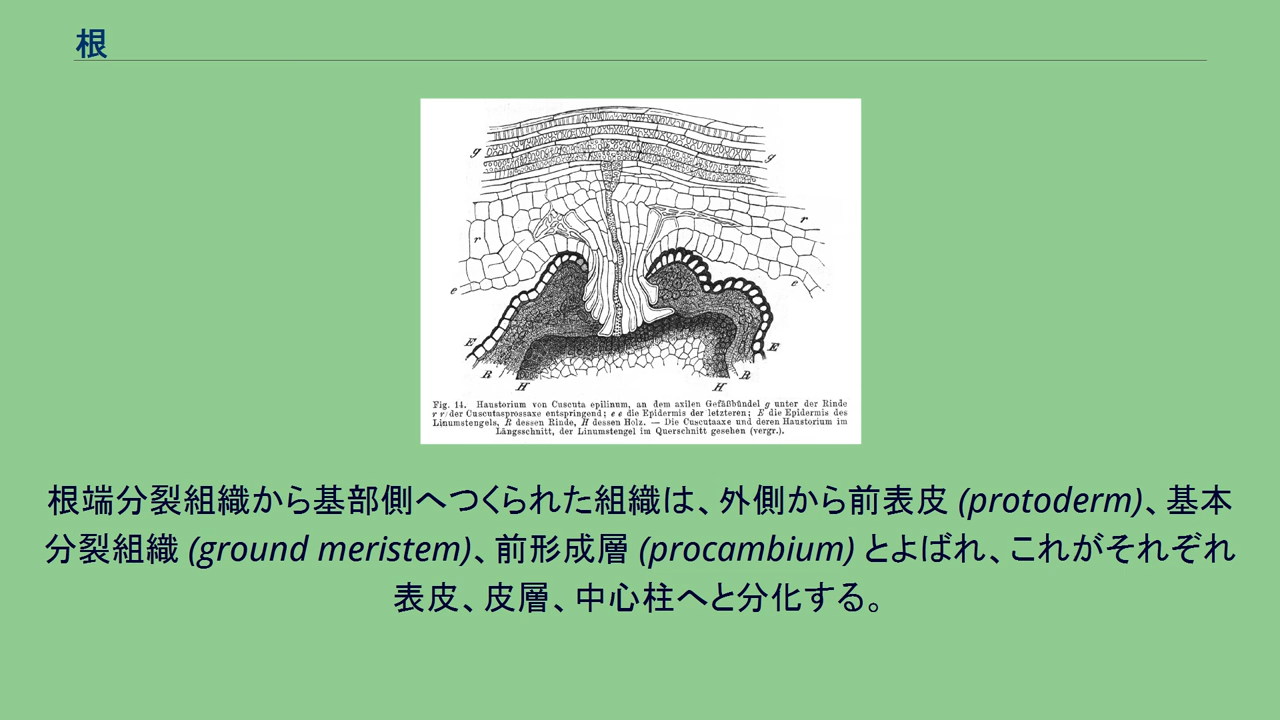 根
g
g
r
r
e
e
E
E
R
R
H
H
Fig. 14. Haustorium von Cuscuta epilinum, an dem axilen Gefäßbündel g unter der Rinde
r r der Cuscutasprossaxe entspringend; e e die Epidermis der letzteren; E die Epidermis des
Linumstengels, R dessen Rinde, H dessen Holz. — Die Cuscutaaxe und deren Haustorium im
Längsschnitt, der Linumstengel im Querschnitt gesehen (vergr.).
根端分裂組織から基部側へつくられた組織は、外側から前表皮 (protoderm)、基本
分裂組織 (ground meristem)、前形成層 (procambium) とよばれ、これがそれぞれ
表皮、皮層、中心柱へと分化する。